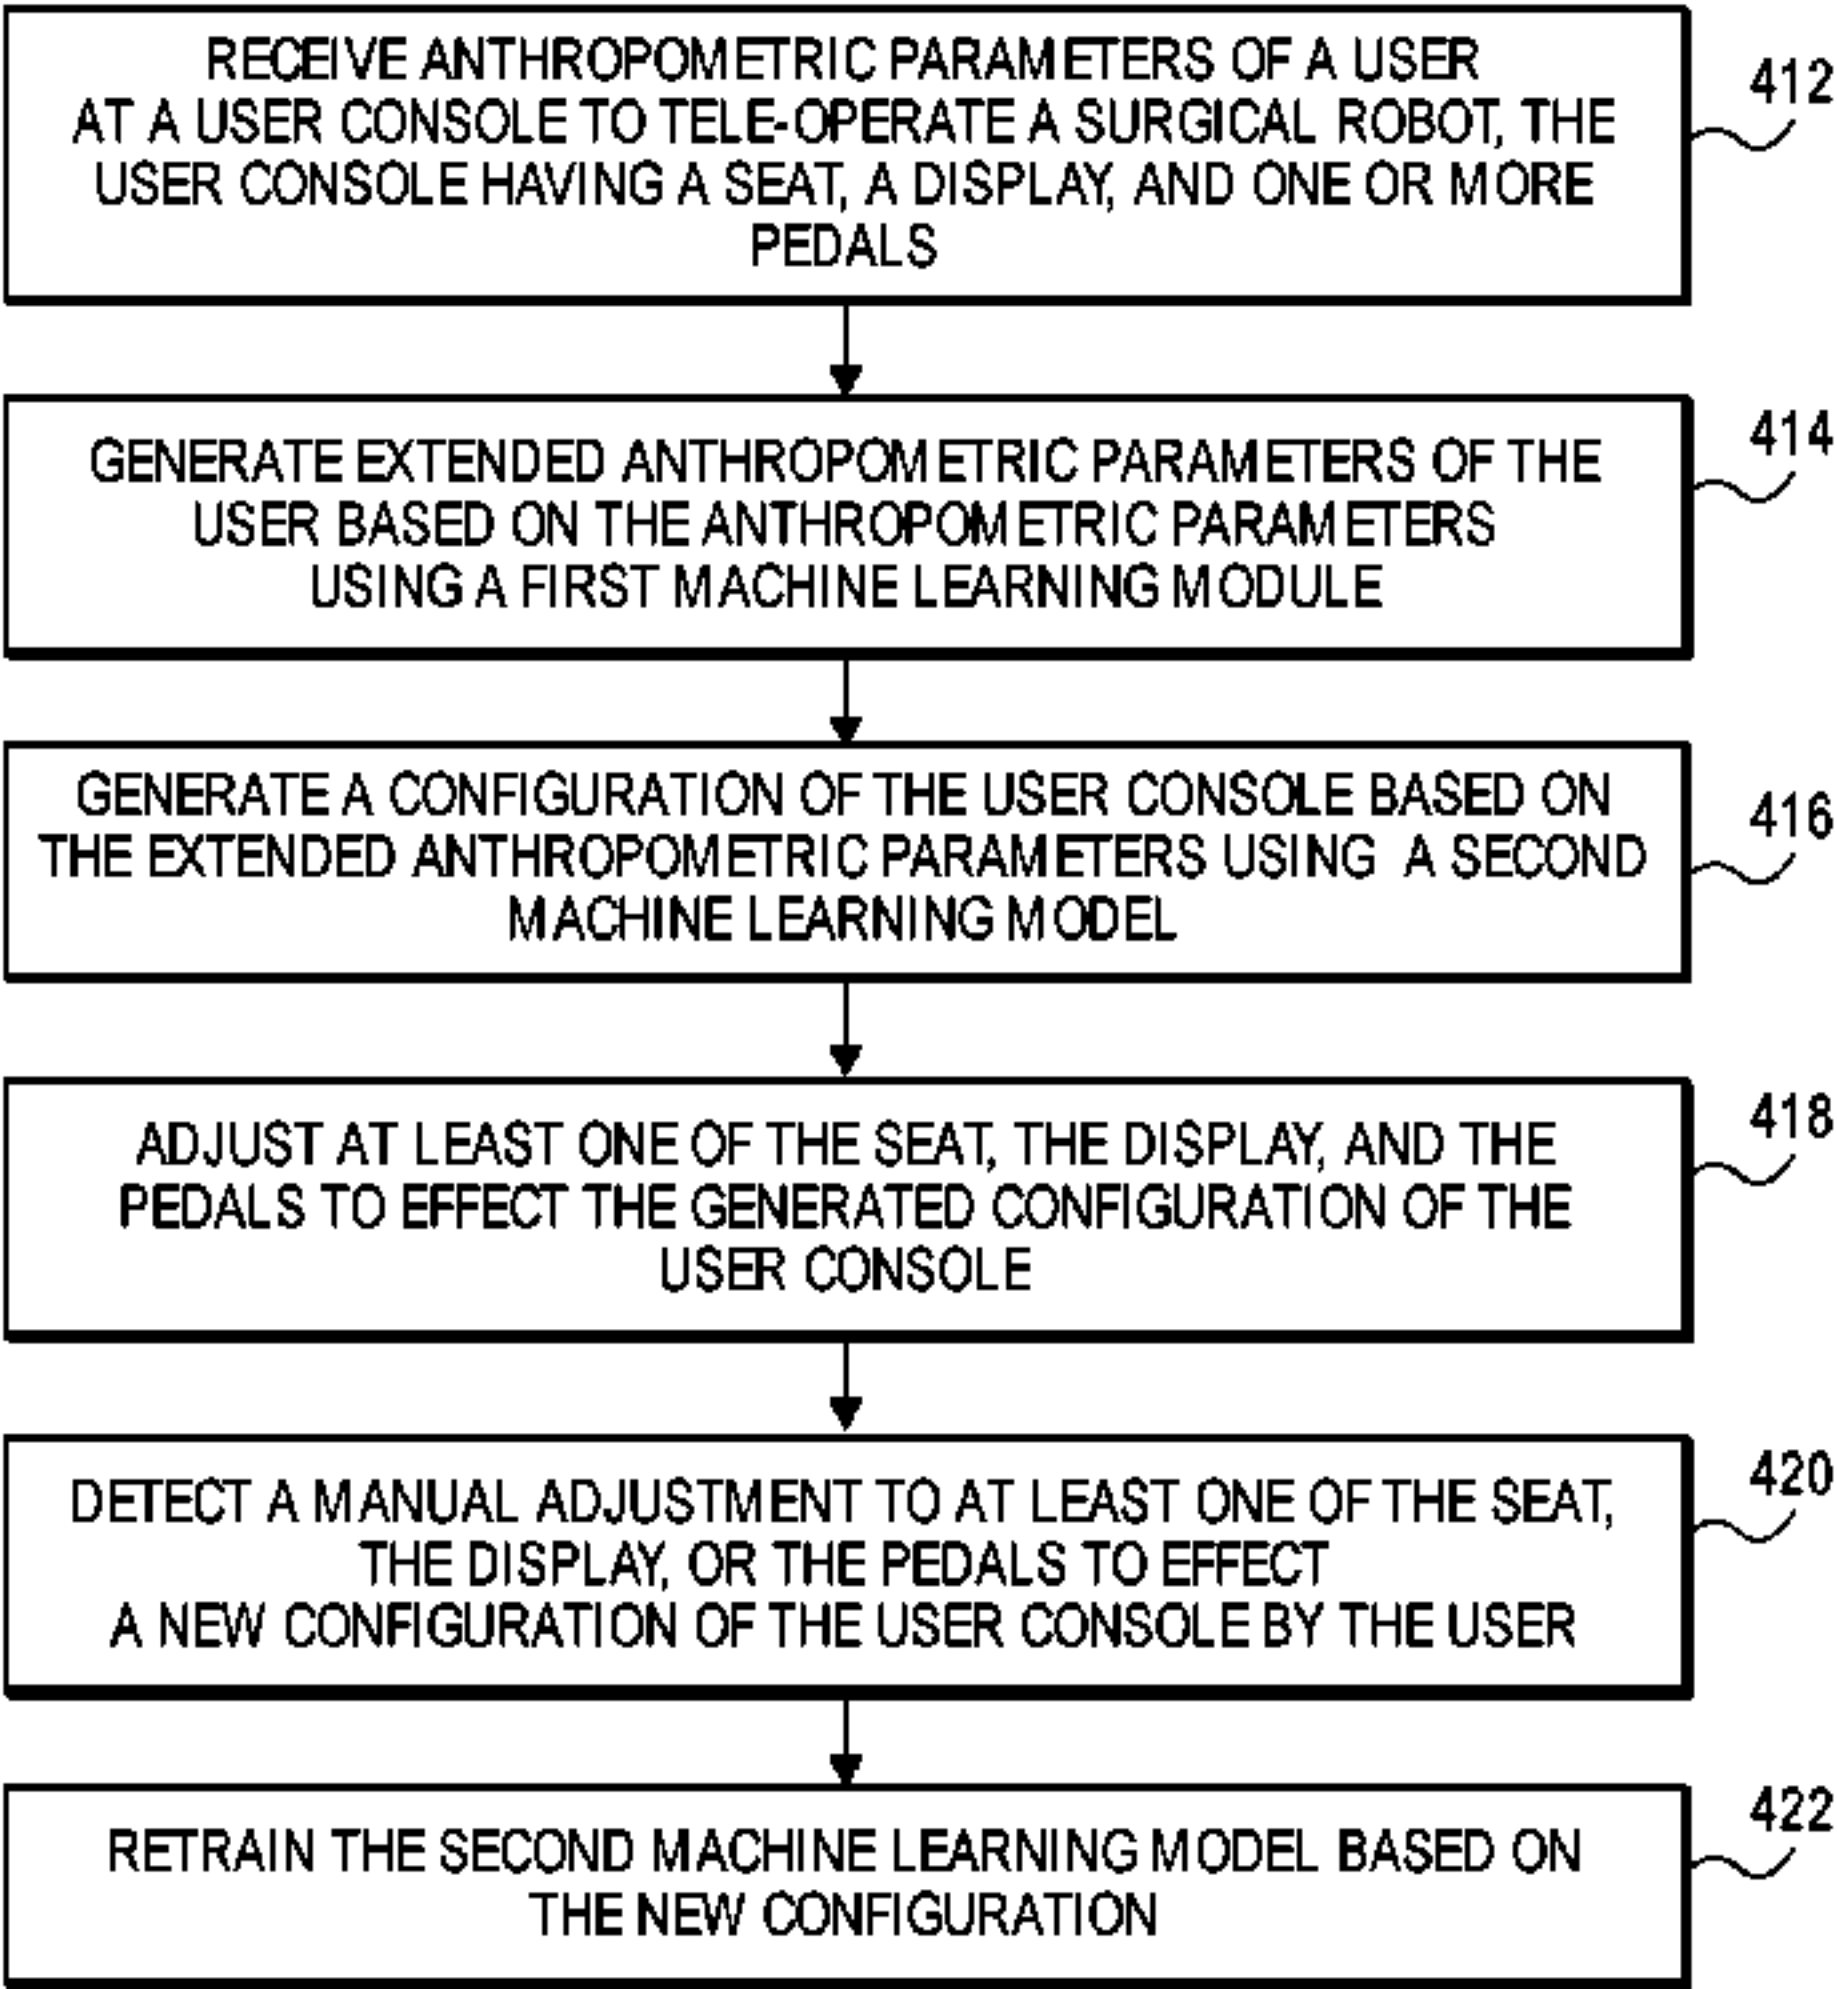 RECEIVE ANTHROPOMETRIC PARAMETERS OF A USER
AT A USER CONSOLE TO TELE-OPERATE A SURGICAL ROBOT, THE
USER CONSOLE HAVING A SEAT, A DISPLAY, AND ONE OR MORE
PEDALS
412
GENERATE EXTENDED ANTHROPOMETRIC PARAMETERS OF THE
USER BASED ON THE ANTHROPOMETRIC PARAMETERS
USING A FIRST MACHINE LEARNING MODULE
414
GENERATE A CONFIGURATION OF THE USER CONSOLE BASED ON
THE EXTENDED ANTHROPOMETRIC PARAMETERS USING A SECOND
MACHINE LEARNING MODEL
416
ADJUST AT LEAST ONE OF THE SEAT, THE DISPLAY, AND THE
PEDALS TO EFFECT THE GENERATED CONFIGURATION OF THE
USER CONSOLE
418
DETECT A MANUAL ADJUSTMENT TO AT LEAST ONE OF THE SEAT,
THE DISPLAY, OR THE PEDALS TO EFFECT
A NEW CONFIGURATION OF THE USER CONSOLE BY THE USER
420
RETRAIN THE SECOND MACHINE LEARNING MODEL BASED ON
THE NEW CONFIGURATION
422